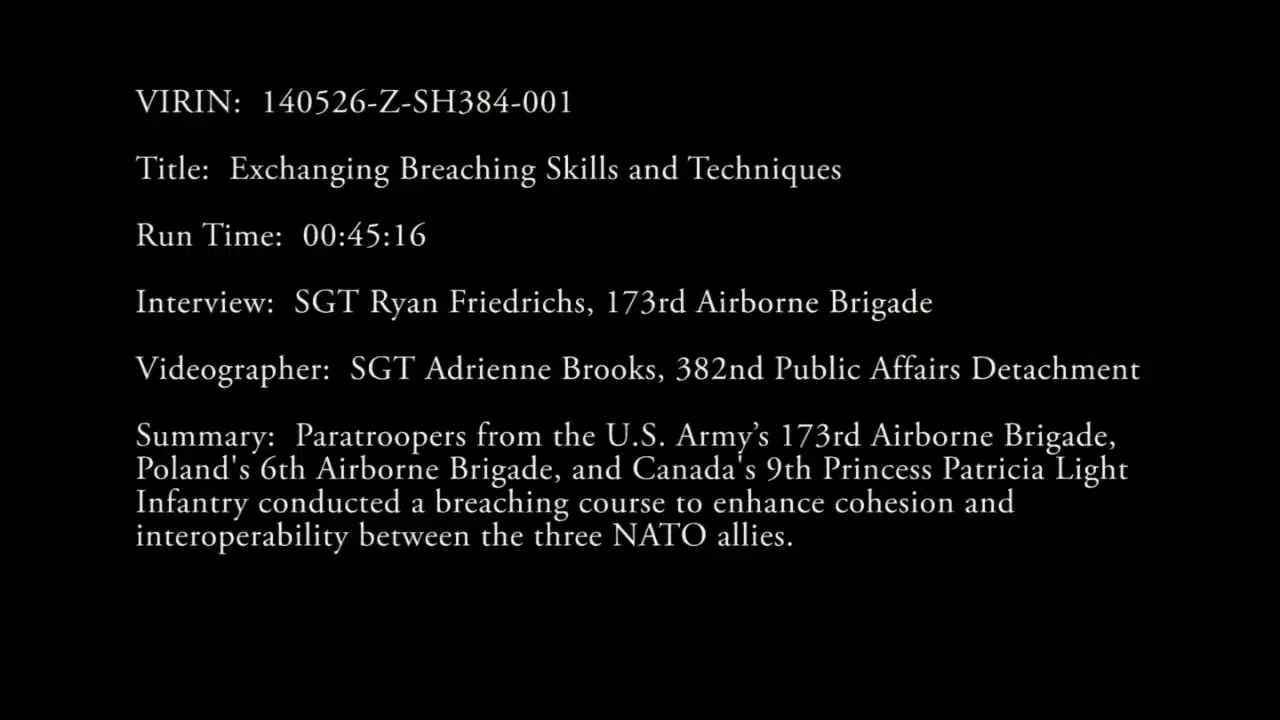 VIRIN:  140526-Z-SH384-001
Title:  Exchanging Breaching Skills and Techniques
Run Time:  00:45:16
Interview:  SGT Ryan Friedrichs, 173rd Airborne Brigade
Videographer:  SGT Adrienne Brooks, 382nd Public Affairs Detachment
Summary:  Paratroopers from the U.S. Army’s 173rd Airborne Brigade,
Poland's 6th Airborne Brigade, and Canada's 9th Princess Patricia Light
Infantry conducted a breaching course to enhance cohesion and
interoperability between the three NATO allies.